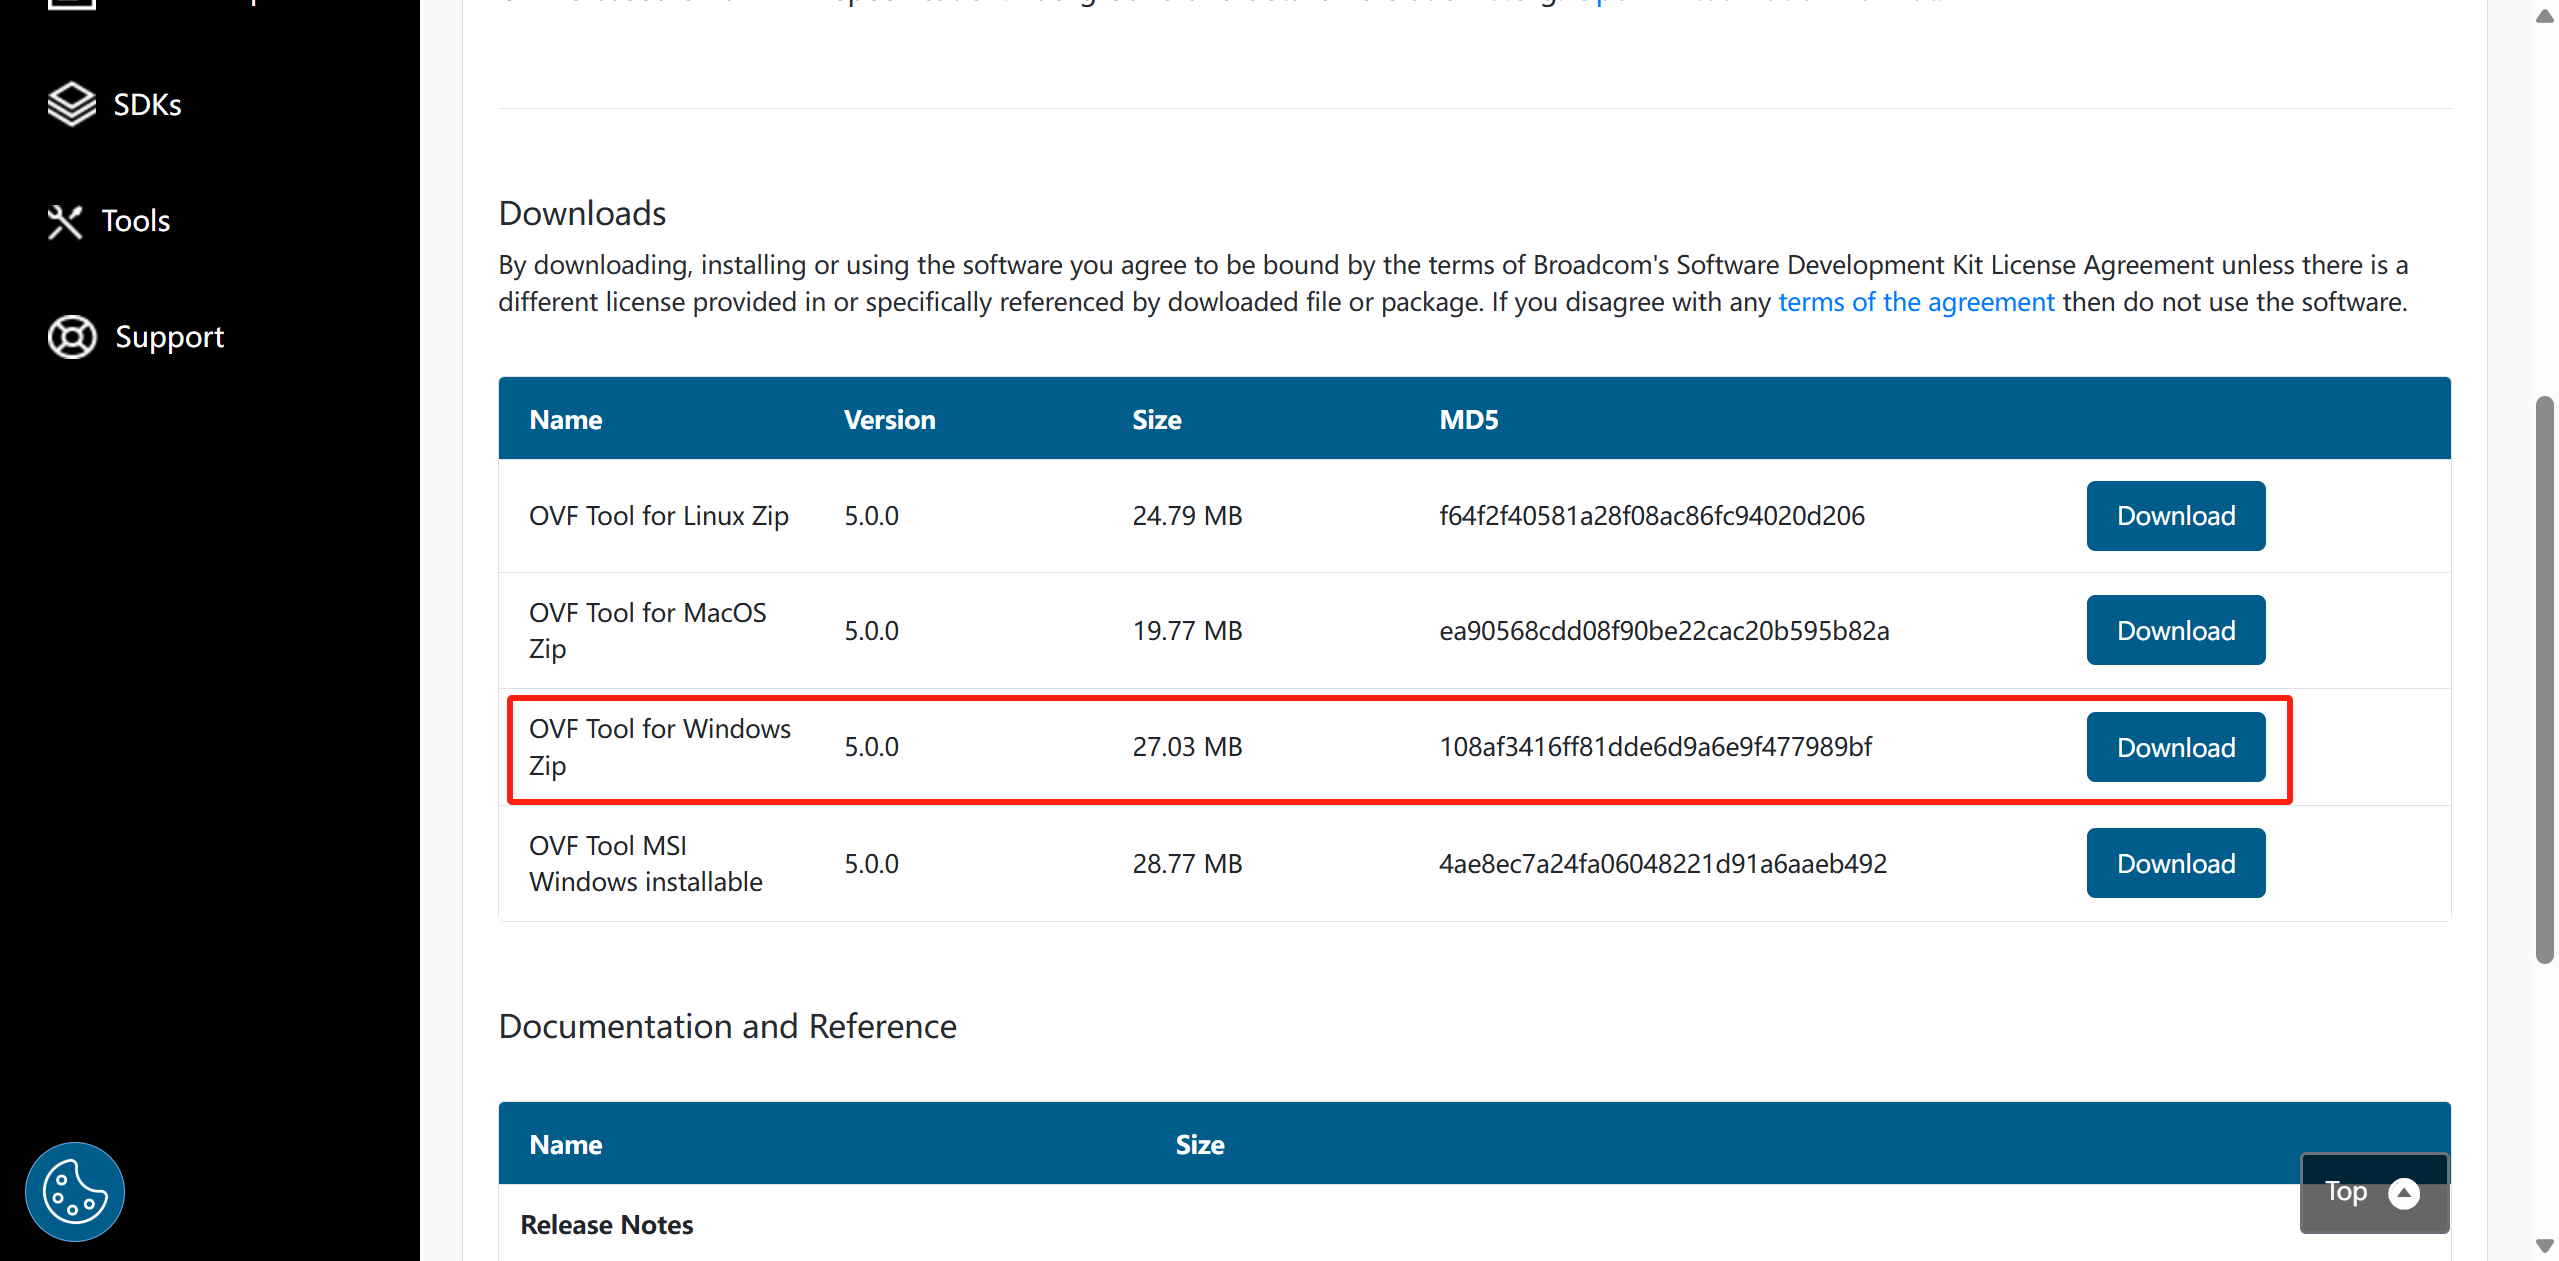 SDKs
Tools
Support
Downloads
By downloading, installing or using the software you agree to be bound by the terms of Broadcom's Software Development Kit License Agreement unless there is a
different license provided in or specifically referenced by dowloaded file or package. If you disagree with any terms of the agreement then do not use the software.
Name Version Size MD5
OVF Tool for Linux Zip 5.0.0 24.79 MB f64f2f40581a28f08ac86fc94020d206 Download
OVF Tool for MacOS
Zip 5.0.0 19.77 MB ea90568cdd08f90be22cac20b595b82a Download
OVF Tool for Windows
Zip 5.0.0 27.03 MB 108af3416ff81dde6d9a6e9f477989bf Download
OVF Tool MSI
Windows installable 5.0.0 28.77 MB 4ae8ec7a24fa06048221d91a6aaeb492 Download
Documentation and Reference
Name Size
Top
Release Notes